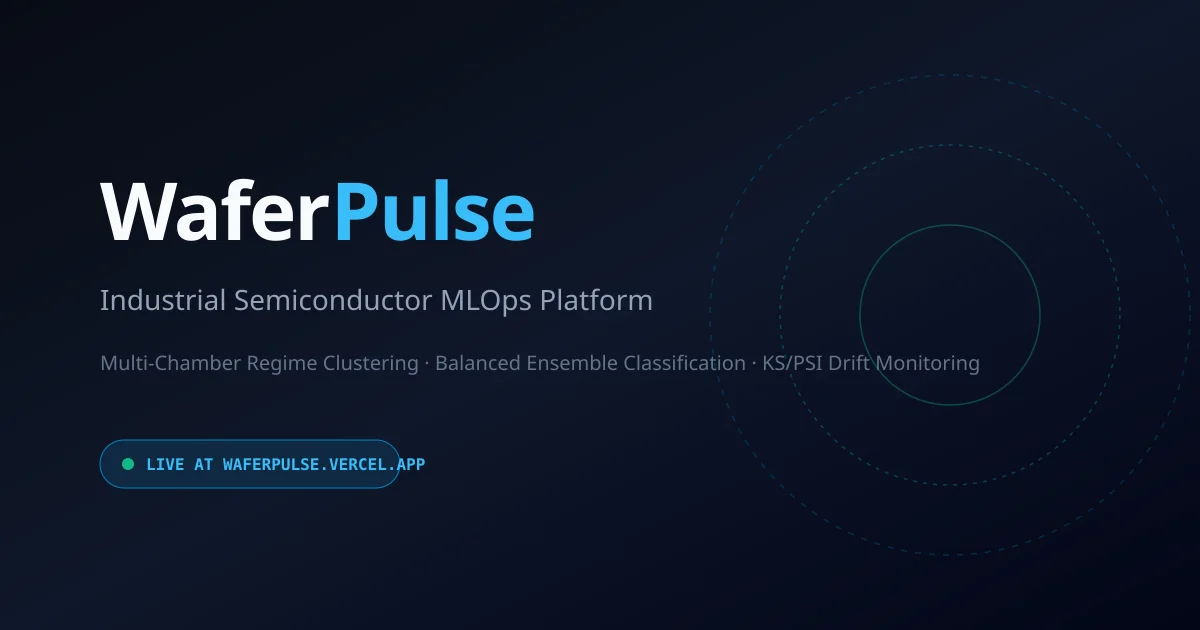 WaferPulse
Industrial Semiconductor MLOps Platform
Multi-Chamber Regime Clustering · Balanced Ensemble Classification · KS/PSI Drift Monitoring
LIVE AT WAFERPULSE.VERCEL.APP